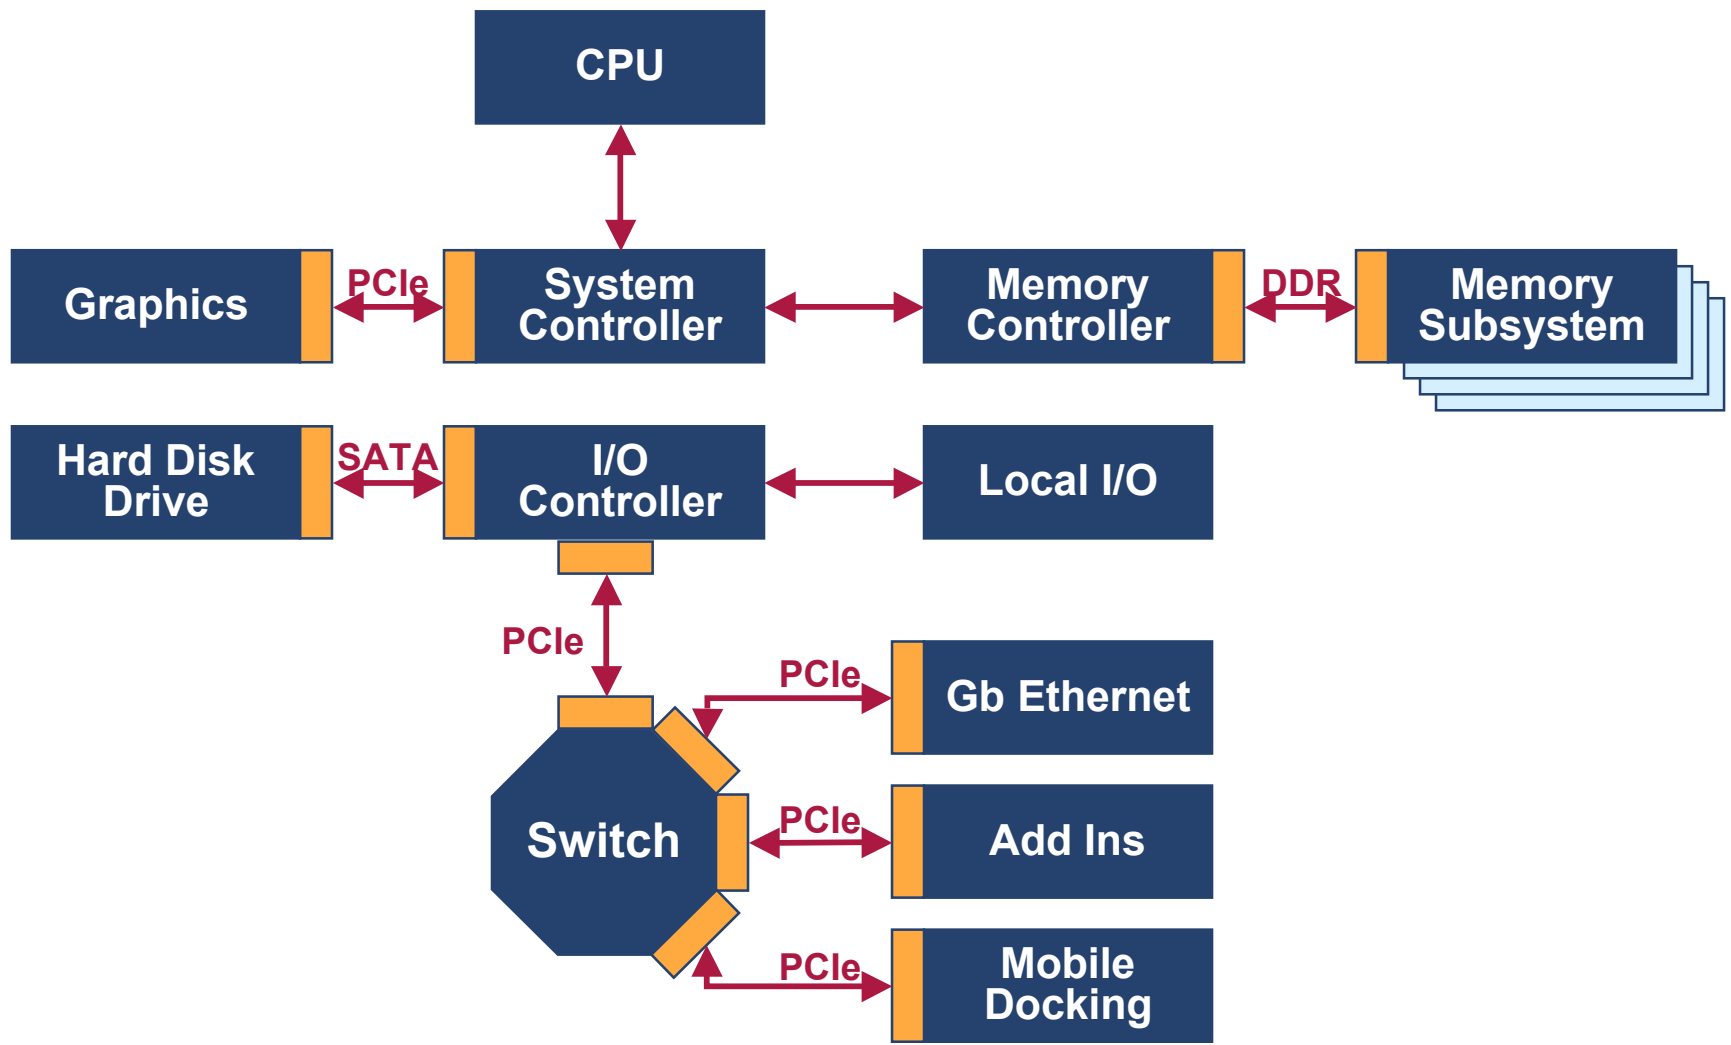 CPU
Graphics
PCIe
System
Controller
Memory
Controller
DDR
Memory
Subsystem
Hard Disk
Drive
SATA
I/O
Controller
Local I/O
PCIe
PCIe
Gb Ethernet
Switch
PCIe
Add Ins
PCIe
Mobile
Docking